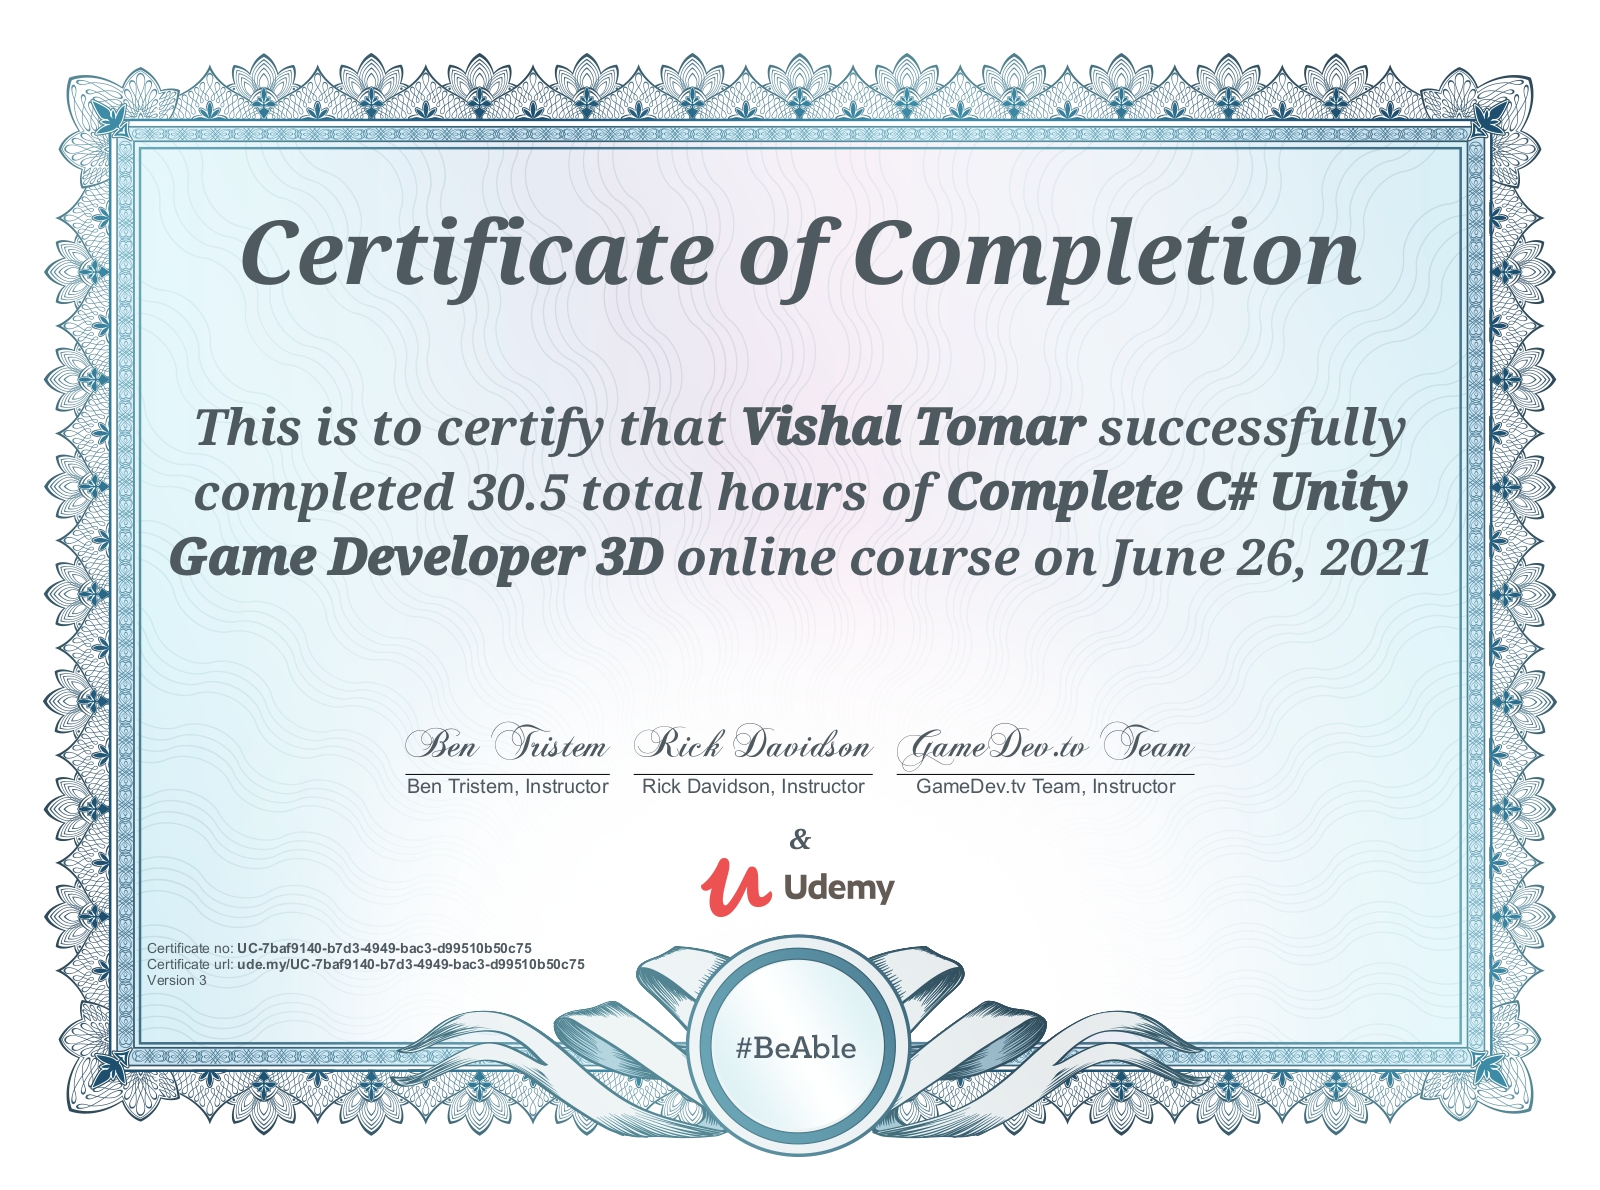 Certificate of Completion
This is to certify that Vishal Tomar successfully
completed 30.5 total hours of Complete C# Unity
Game Developer 3D online course on June 26, 2021
Ben Tristem Rick Davidson GameDev.tv Team
Ben Tristem, Instructor Rick Davidson, Instructor GameDev.tv Team, Instructor
&
Udemy
Certificate no: UC-7baf9140-b7d3-4949-bac3-d99510b50c75
Certificate url: ude.my/UC-7baf9140-b7d3-4949-bac3-d99510b50c75
Version 3
#BeAble